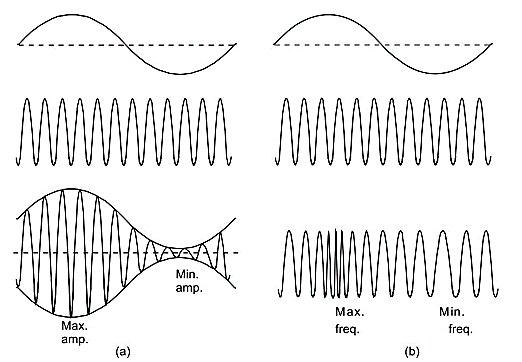 Min.
amp.
Max.
amp.
(a)
Max.
freq.
Min.
freq.
(b)